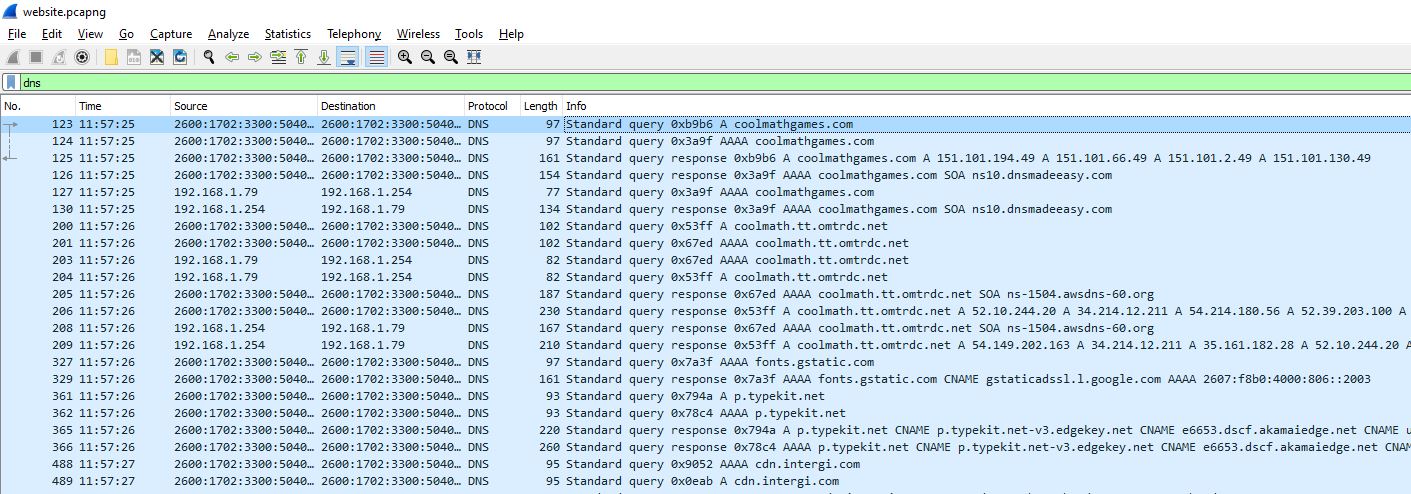 website.pcapng
File Edit View Go Capture Analyze Statistics Telephony Wireless Tools Help
dns
No. Time Source Destination Protocol Length Info
123 11:57:25 2600:1702:3300:5040… 2600:1702:3300:5040… DNS 97 Standard query 0xb9b6 A coolmathgames.com
124 11:57:25 2600:1702:3300:5040… 2600:1702:3300:5040… DNS 97 Standard query 0x3a9f AAAA coolmathgames.com
125 11:57:25 2600:1702:3300:5040… 2600:1702:3300:5040… DNS 161 Standard query response 0xb9b6 A coolmathgames.com A 151.101.194.49 A 151.101.66.49 A 151.101.2.49 A 151.101.130.49
126 11:57:25 2600:1702:3300:5040… 2600:1702:3300:5040… DNS 154 Standard query response 0x3a9f AAAA coolmathgames.com SOA ns10.dnsmadeeasy.com
127 11:57:25 192.168.1.79 192.168.1.254 DNS 77 Standard query 0x3a9f AAAA coolmathgames.com
130 11:57:25 192.168.1.254 192.168.1.79 DNS 134 Standard query response 0x3a9f AAAA coolmathgames.com SOA ns10.dnsmadeeasy.com
200 11:57:26 2600:1702:3300:5040… 2600:1702:3300:5040… DNS 102 Standard query 0x53ff A coolmath.tt.omtrdc.net
201 11:57:26 2600:1702:3300:5040… 2600:1702:3300:5040… DNS 102 Standard query 0x67ed AAAA coolmath.tt.omtrdc.net
203 11:57:26 192.168.1.79 192.168.1.254 DNS 82 Standard query 0x67ed AAAA coolmath.tt.omtrdc.net
204 11:57:26 192.168.1.79 192.168.1.254 DNS 82 Standard query 0x53ff A coolmath.tt.omtrdc.net
205 11:57:26 2600:1702:3300:5040… 2600:1702:3300:5040… DNS 187 Standard query response 0x67ed AAAA coolmath.tt.omtrdc.net SOA ns-1504.awsdns-60.org
206 11:57:26 2600:1702:3300:5040… 2600:1702:3300:5040… DNS 230 Standard query response 0x53ff A coolmath.tt.omtrdc.net A 52.10.244.20 A 34.214.12.211 A 54.214.180.56 A 52.39.203.100 A
208 11:57:26 192.168.1.254 192.168.1.79 DNS 167 Standard query response 0x67ed AAAA coolmath.tt.omtrdc.net SOA ns-1504.awsdns-60.org
209 11:57:26 192.168.1.254 192.168.1.79 DNS 210 Standard query response 0x53ff A coolmath.tt.omtrdc.net A 54.149.202.163 A 34.214.12.211 A 35.161.182.28 A 52.10.244.20 A
327 11:57:26 2600:1702:3300:5040… 2600:1702:3300:5040… DNS 97 Standard query 0x7a3f AAAA fonts.gstatic.com
329 11:57:26 2600:1702:3300:5040… 2600:1702:3300:5040… DNS 161 Standard query response 0x7a3f AAAA fonts.gstatic.com CNAME gstaticadssl.l.google.com AAAA 2607:f8b0:4000:806::2003
361 11:57:26 2600:1702:3300:5040… 2600:1702:3300:5040… DNS 93 Standard query 0x794a A p.typekit.net
362 11:57:26 2600:1702:3300:5040… 2600:1702:3300:5040… DNS 93 Standard query 0x78c4 AAAA p.typekit.net
365 11:57:26 2600:1702:3300:5040… 2600:1702:3300:5040… DNS 220 Standard query response 0x794a A p.typekit.net CNAME p.typekit.net-v3.edgekey.net CNAME e6653.dscf.akamaiedge.net CNAME u
366 11:57:26 2600:1702:3300:5040… 2600:1702:3300:5040… DNS 260 Standard query response 0x78c4 AAAA p.typekit.net CNAME p.typekit.net-v3.edgekey.net CNAME e6653.dscf.akamaiedge.net CNAM
488 11:57:27 2600:1702:3300:5040… 2600:1702:3300:5040… DNS 95 Standard query 0x9052 AAAA cdn.intergi.com
489 11:57:27 2600:1702:3300:5040… 2600:1702:3300:5040… DNS 95 Standard query 0x0eab A cdn.intergi.com